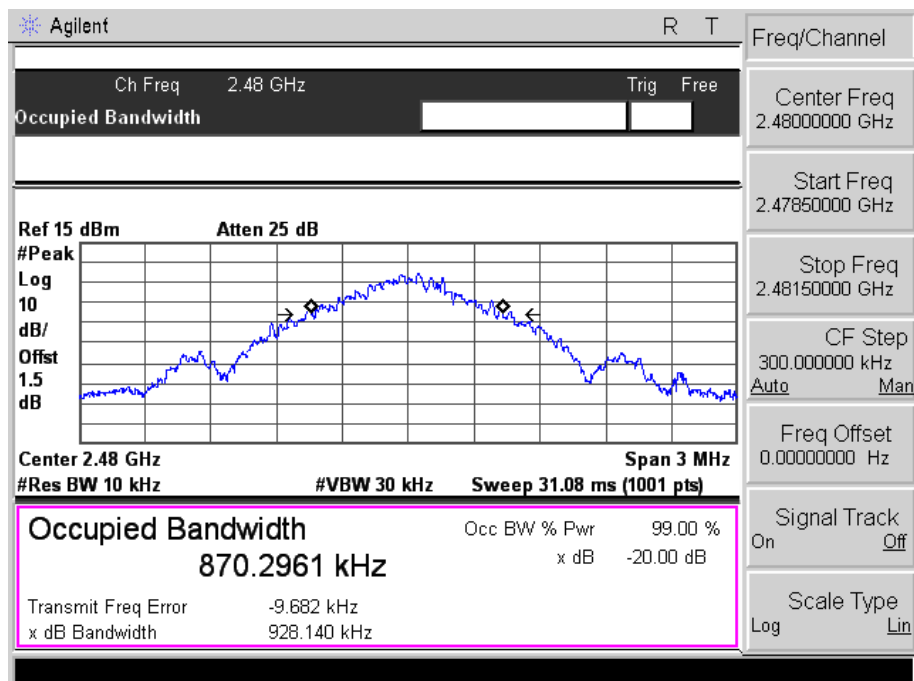 Agilent
R T
Freq/Channel
Ch Freq 2.48 GHz Trig Free
Occupied Bandwidth
Center Freq
2.48000000 GHz
Start Freq
2.47850000 GHz
Stop Freq
2.48150000 GHz
CF Step
300.000000 kHz
Auto Man
Freq Offset
0.00000000 Hz
Signal Track
On Off
Scale Type
Log Lin
Ref 15 dBm Atten 25 dB
#Peak
Log
10
dB/
Offst
1.5
dB
Center 2.48 GHz Span 3 MHz
#Res BW 10 kHz #VBW 30 kHz Sweep 31.08 ms (1001 pts)
Occupied Bandwidth
870.2961 kHz
Occ BW % Pwr 99.00 %
x dB -20.00 dB
Transmit Freq Error -9.682 kHz
x dB Bandwidth 928.140 kHz